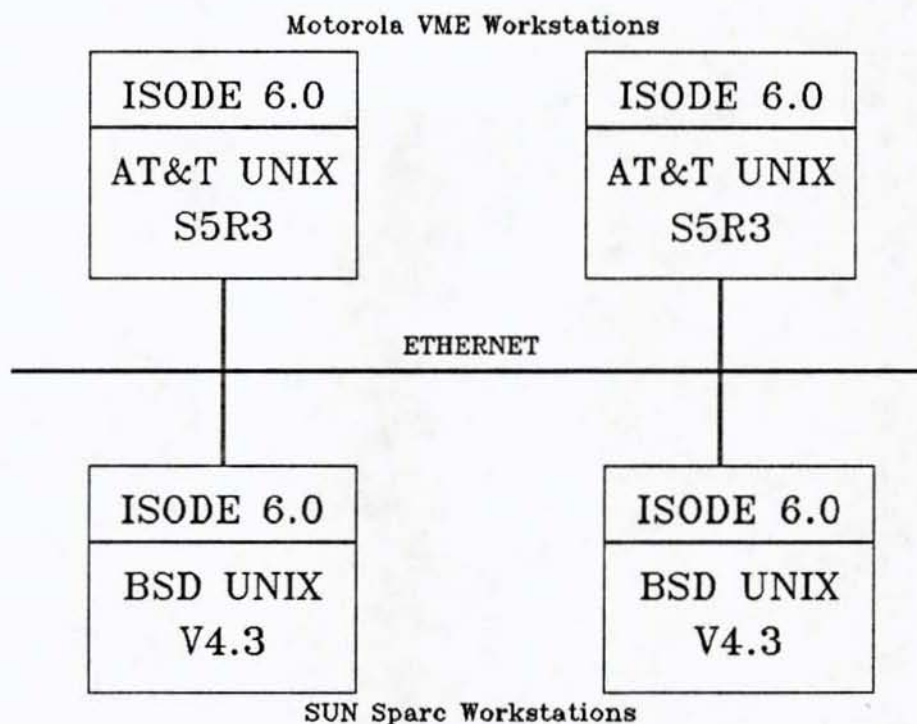 Motorola VME Workstations
ISODE 6.0
AT&T UNIX
S5R3
ISODE 6.0
AT&T UNIX
S5R3
ETHERNET
ISODE 6.0
BSD UNIX
V4.3
ISODE 6.0
BSD UNIX
V4.3
SUN Sparc Workstations